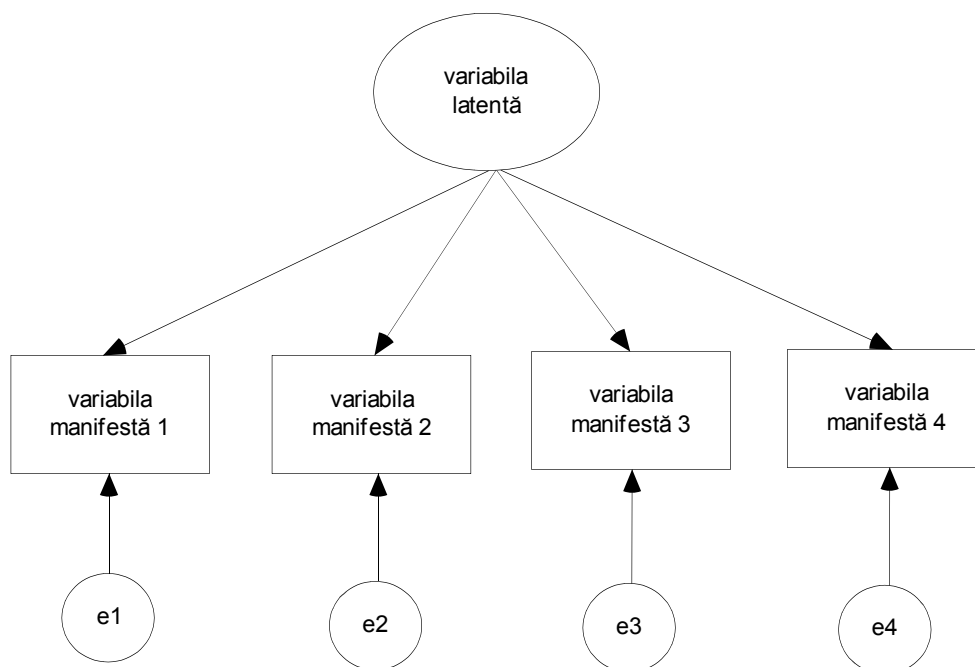 variabila
latentă
variabila
manifestă 1
variabila
manifestă 2
variabila
manifestă 3
variabila
manifestă 4
e1
e2
e3
e4